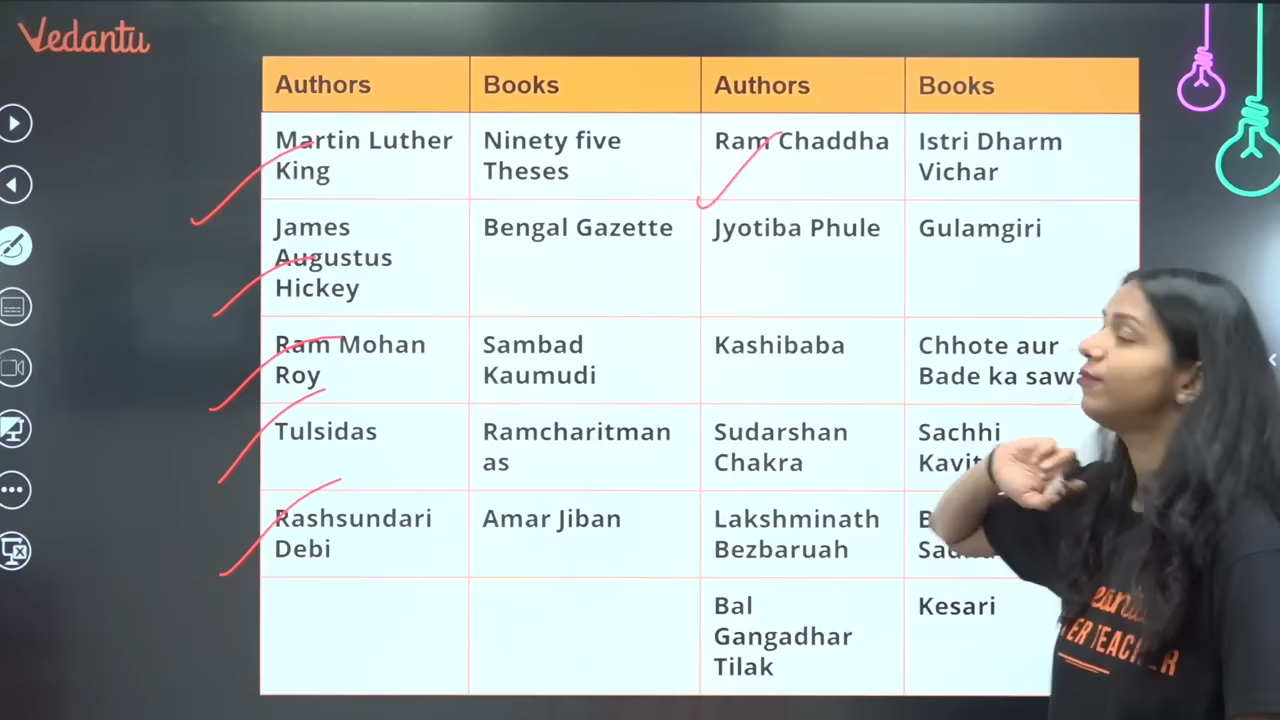 Vedantu
Authors
Books
Authors
Books
Martin Luther
King
Ninety five
Theses
Ram Chaddha
Istri Dharm
Vichar
James
Augustus
Hickey
Bengal Gazette
Jyotiba Phule
Gulamgiri
Ram Mohan
Roy
Sambad
Kaumudi
Kashibaba
Chhote aur
Bade ka
Tulsidas
Ramcharitman
as
Sudarshan
Chakra
Sachhi
Rashsundari
Debi
Amar Jiban
Lakshminath
Bezbaruah
Bal
Gangadhar
Tilak
Kesari